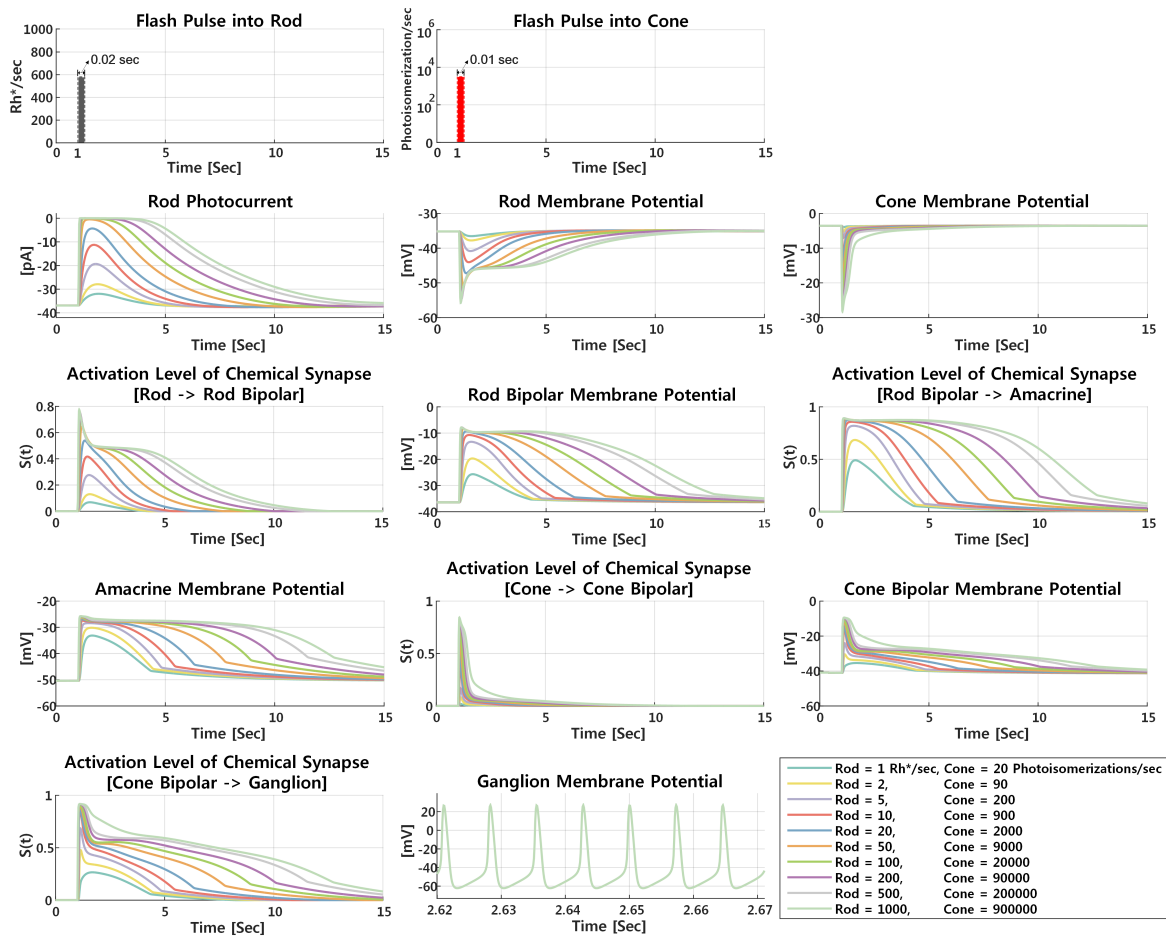 Flash Pulse into Rod
Rh*/sec
1000
800
600
400
200
0
0.02 sec
0 1 5 10 15
Time [Sec]
Flash Pulse into Cone
Photoisomerization/sec
10 6
10 4
10 2
0
0.01 sec
0 1 5 10 15
Time [Sec]
Rod Photocurrent
[pA]
0
-10
-20
-30
-40
0 5 10 15
Time [Sec]
Rod Membrane Potential
[mV]
-30
-40
-50
-60
0 5 10 15
Time [Sec]
Cone Membrane Potential
[mV]
0
-10
-20
-30
0 5 10 15
Time [Sec]
Activation Level of Chemical Synapse
[Rod -> Rod Bipolar]
S(t)
0.8
0.6
0.4
0.2
0
0 5 10 15
Time [Sec]
Rod Bipolar Membrane Potential
[mV]
0
-10
-20
-30
-40
0 5 10 15
Time [Sec]
Activation Level of Chemical Synapse
[Rod Bipolar -> Amacrine]
S(t)
1
0.5
0
0 5 10 15
Time [Sec]
Amacrine Membrane Potential
[mV]
-20
-30
-40
-50
-60
0 5 10 15
Time [Sec]
Activation Level of Chemical Synapse
[Cone -> Cone Bipolar]
S(t)
1
0.5
0
0 5 10 15
Time [Sec]
Cone Bipolar Membrane Potential
[mV]
0
-20
-40
-60
0 5 10 15
Time [Sec]
Activation Level of Chemical Synapse
[Cone Bipolar -> Ganglion]
S(t)
1
0.5
0
0 5 10 15
Time [Sec]
Ganglion Membrane Potential
[mV]
20
0
-20
-40
-60
2.62 2.63 2.64 2.65 2.66 2.67
Time [Sec]
Rod = 1 Rh*/sec, Cone = 20 Photoisomerizations/sec
Rod = 2, Cone = 90
Rod = 5, Cone = 200
Rod = 10, Cone = 900
Rod = 20, Cone = 2000
Rod = 50, Cone = 9000
Rod = 100, Cone = 20000
Rod = 200, Cone = 90000
Rod = 500, Cone = 200000
Rod = 1000, Cone = 900000